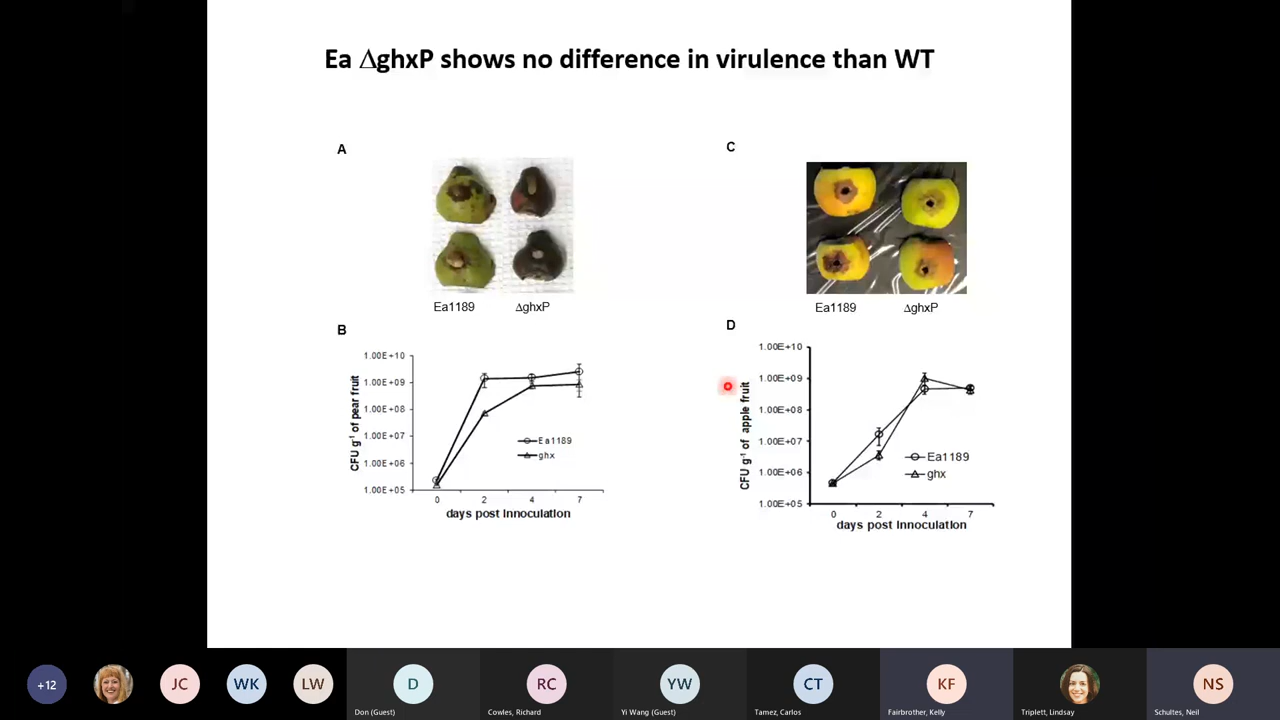 Ea ΔghxP shows no difference in virulence than WT
A
Ea1189
ΔghxP
B
1.00E+10
1.00E+09
1.00E+08
1.00E+07
1.00E+06
1.00E+05
CFU g-1 of pear fruit
0
2
4
7
days post innoculation
Ea1189
ghx
C
Ea1189
ΔghxP
D
1.00E+10
1.00E+09
1.00E+08
1.00E+07
1.00E+06
1.00E+05
CFU g-1 of apple fruit
0
2
4
7
days post innoculation
Ea1189
ghx
+12
JC
WK
LW
D
Don (Guest)
RC
Cowles, Richard
YW
Yi Wang (Guest)
CT
Tamez, Carlos
KF
Fairbrother, Kelly
Triplett, Lindsay
NS
Schultes, Neil